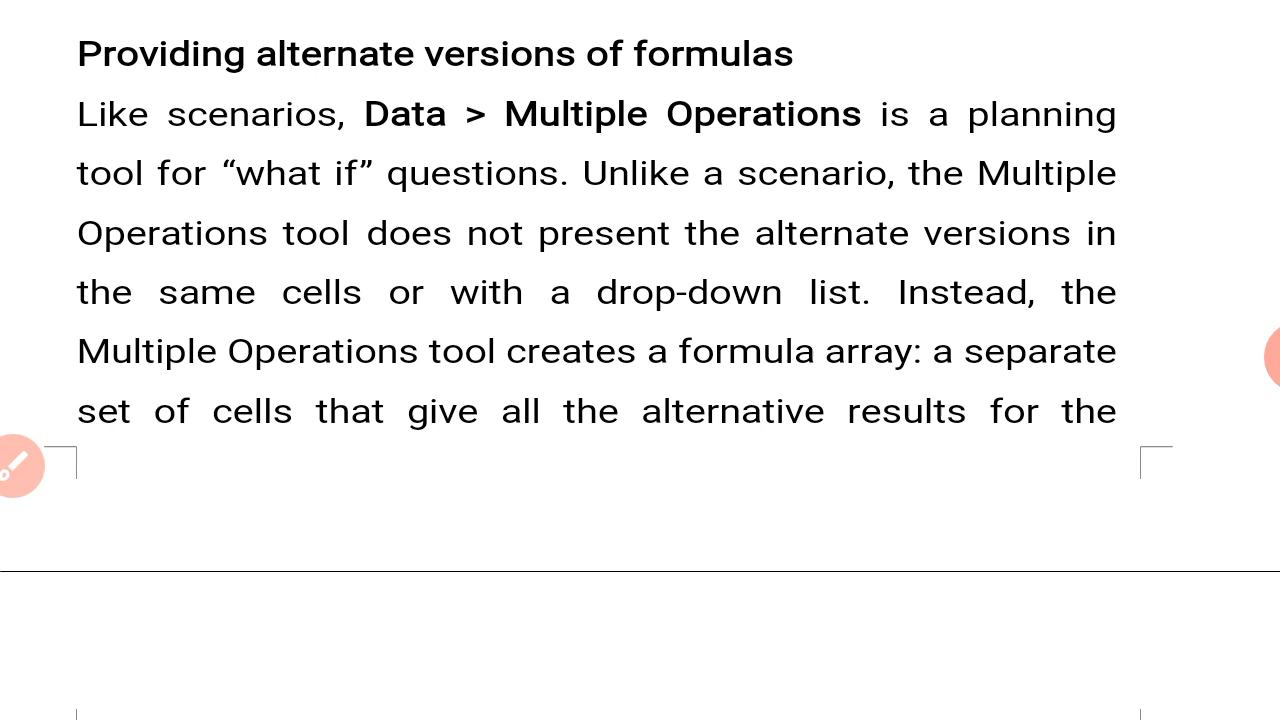 Providing alternate versions of formulas
Like scenarios, Data > Multiple Operations is a planning
tool for “what if” questions. Unlike a scenario, the Multiple
Operations tool does not present the alternate versions in
the same cells or with a drop-down list. Instead, the
Multiple Operations tool creates a formula array: a separate
set of cells that give all the alternative results for the